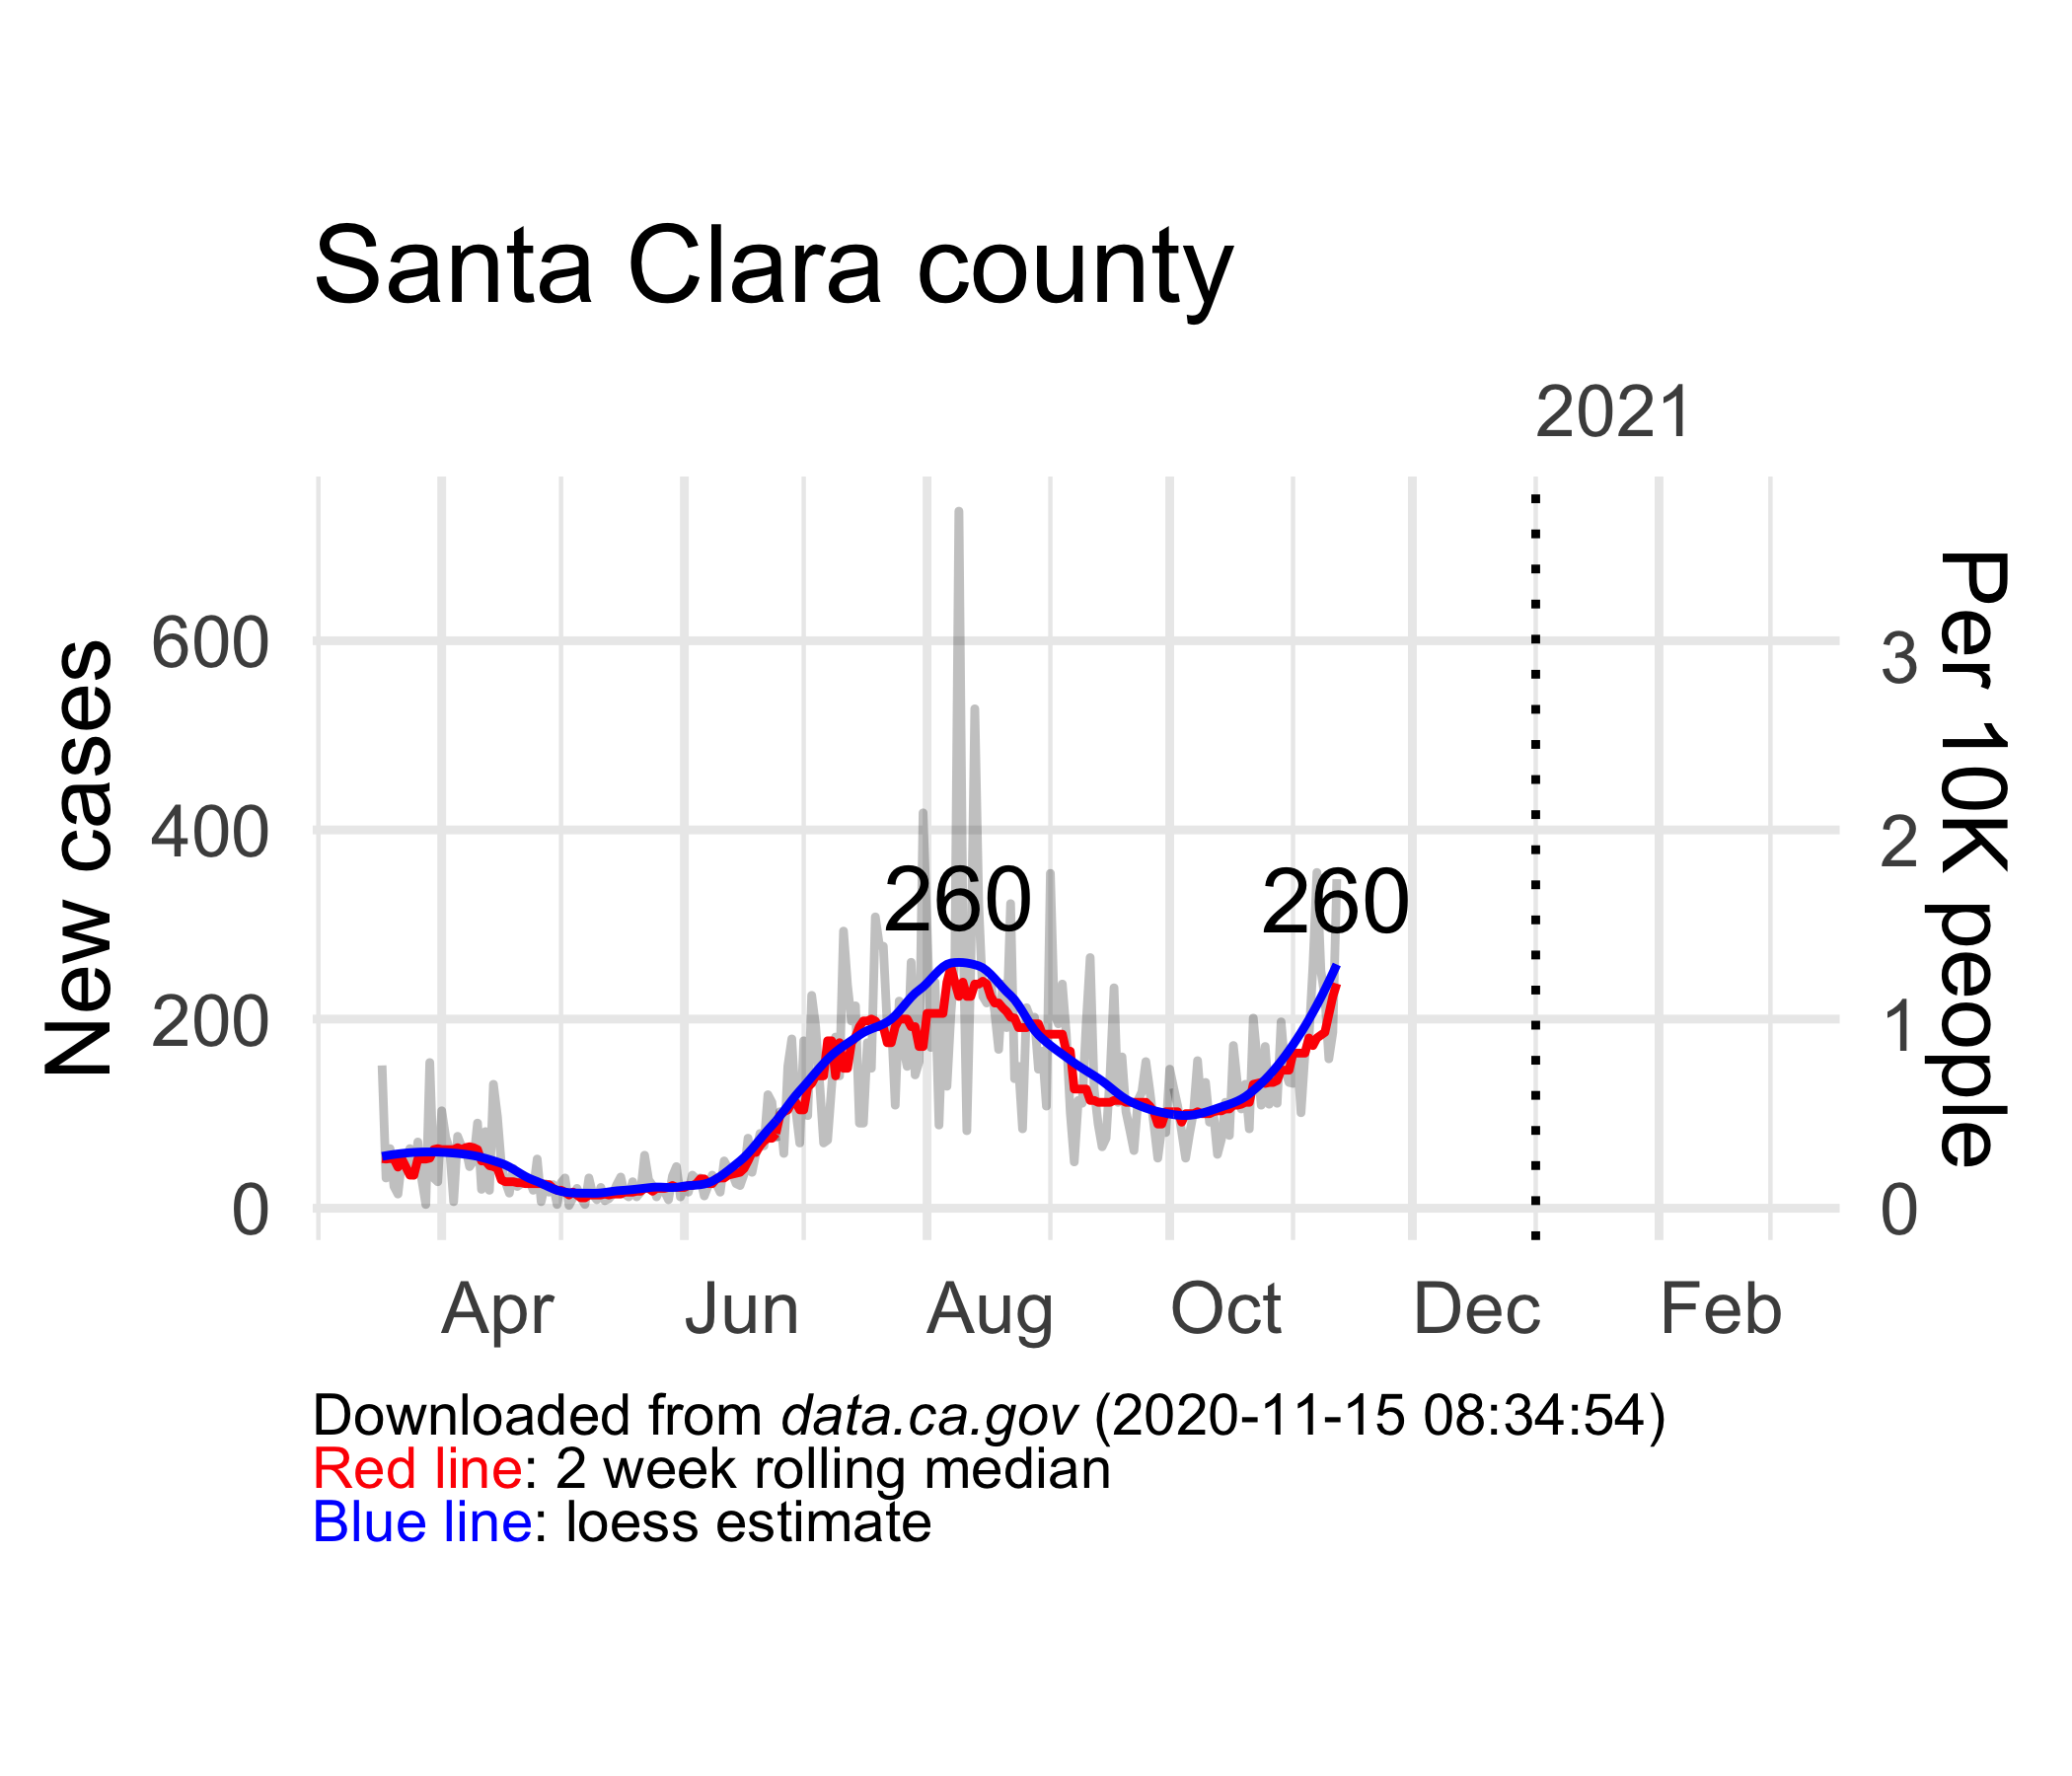 Santa Clara county
2021
New cases
600
400
200
0
260
260
3
2
1
0
Per 10K people
Apr
Jun
Aug
Oct
Dec
Feb
Downloaded from data.ca.gov (2020-11-15 08:34:54)
Red line: 2 week rolling median
Blue line: loess estimate